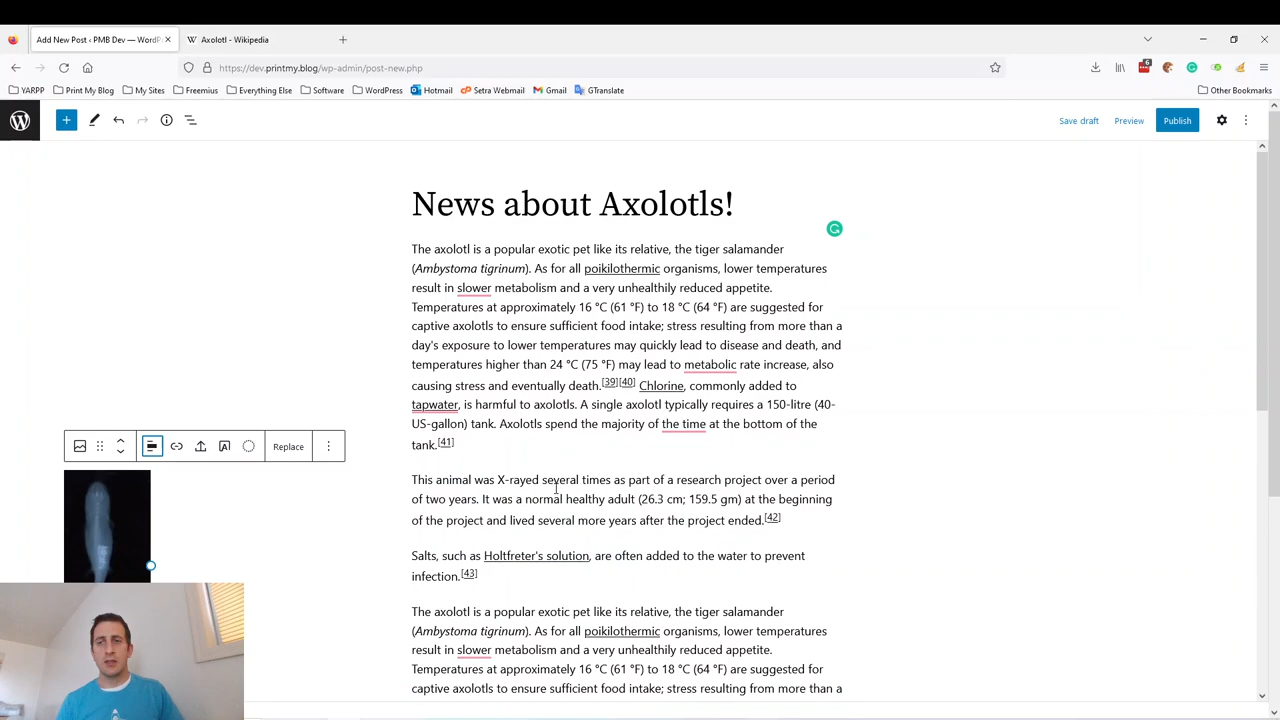 Add New Post ‹ PMB Dev — WordPr
Axolotl - Wikipedia
https://dev.printmy.blog/wp-admin/post-new.php
6
YARPP
Print My Blog
My Sites
Freemius
Everything Else
Software
WordPress
Hotmail
Setra Webmail
Gmail
GTranslate
Other Bookmarks
Save draft
Preview
Publish
News about Axolotls!
The axolotl is a popular exotic pet like its relative, the tiger salamander
(Ambystoma tigrinum). As for all poikilothermic organisms, lower temperatures
result in slower metabolism and a very unhealthily reduced appetite.
Temperatures at approximately 16 °C (61 °F) to 18 °C (64 °F) are suggested for
captive axolotls to ensure sufficient food intake; stress resulting from more than a
day's exposure to lower temperatures may quickly lead to disease and death, and
temperatures higher than 24 °C (75 °F) may lead to metabolic rate increase, also
causing stress and eventually death.[39][40] Chlorine, commonly added to
tapwater, is harmful to axolotls. A single axolotl typically requires a 150-litre (40-
US-gallon) tank. Axolotls spend the majority of the time at the bottom of the
tank.[41]
Replace
This animal was X-rayed several times as part of a research project over a period
of two years. It was a normal healthy adult (26.3 cm; 159.5 gm) at the beginning
of the project and lived several more years after the project ended.[42]
Salts, such as Holtfreter's solution, are often added to the water to prevent
infection.[43]
The axolotl is a popular exotic pet like its relative, the tiger salamander
(Ambystoma tigrinum). As for all poikilothermic organisms, lower temperatures
result in slower metabolism and a very unhealthily reduced appetite.
Temperatures at approximately 16 °C (61 °F) to 18 °C (64 °F) are suggested for
captive axolotls to ensure sufficient food intake; stress resulting from more than a